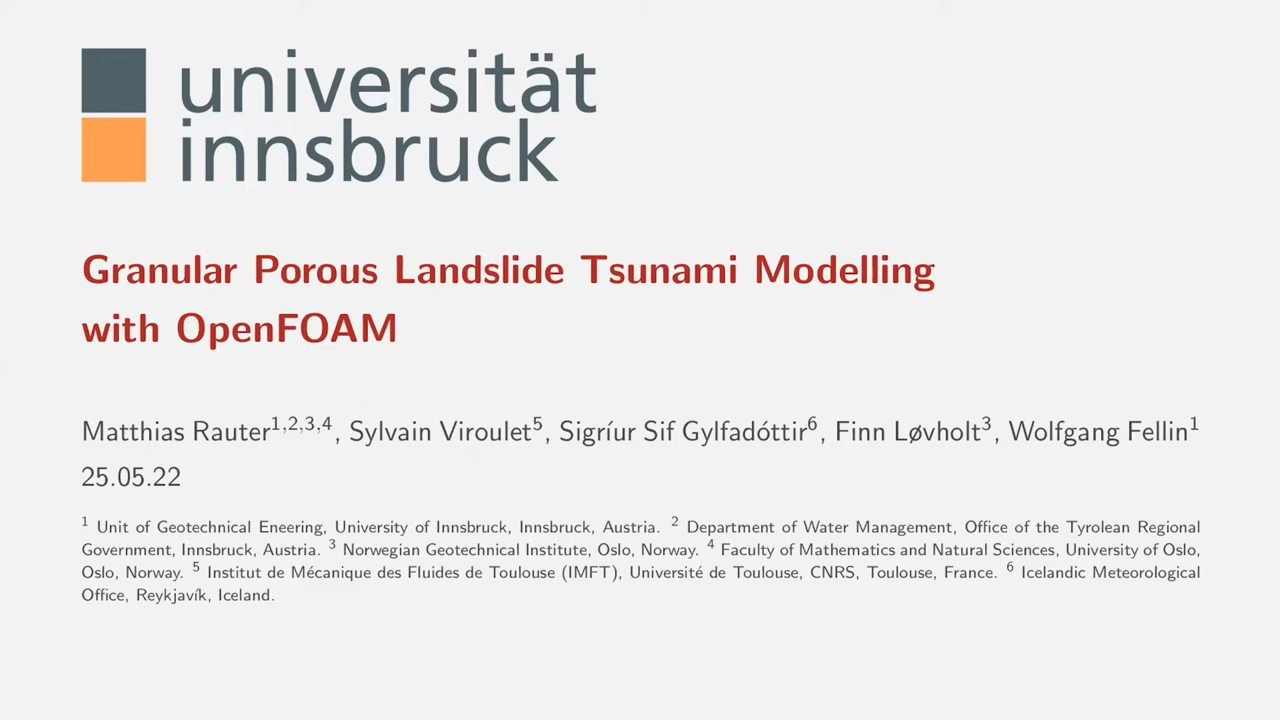 universität
innsbruck
Granular Porous Landslide Tsunami Modelling
with OpenFOAM
Matthias Rauter1,2,3,4, Sylvain Viroulet5, Sigríur Sif Gylfadóttir6, Finn Løvholt3, Wolfgang Fellin1
25.05.22
1 Unit of Geotechnical Eneering, University of Innsbruck, Innsbruck, Austria. 2 Department of Water Management, Office of the Tyrolean Regional
Government, Innsbruck, Austria. 3 Norwegian Geotechnical Institute, Oslo, Norway. 4 Faculty of Mathematics and Natural Sciences, University of Oslo,
Oslo, Norway. 5 Institut de Mécanique des Fluides de Toulouse (IMFT), Université de Toulouse, CNRS, Toulouse, France. 6 Icelandic Meteorological
Office, Reykjavík, Iceland.